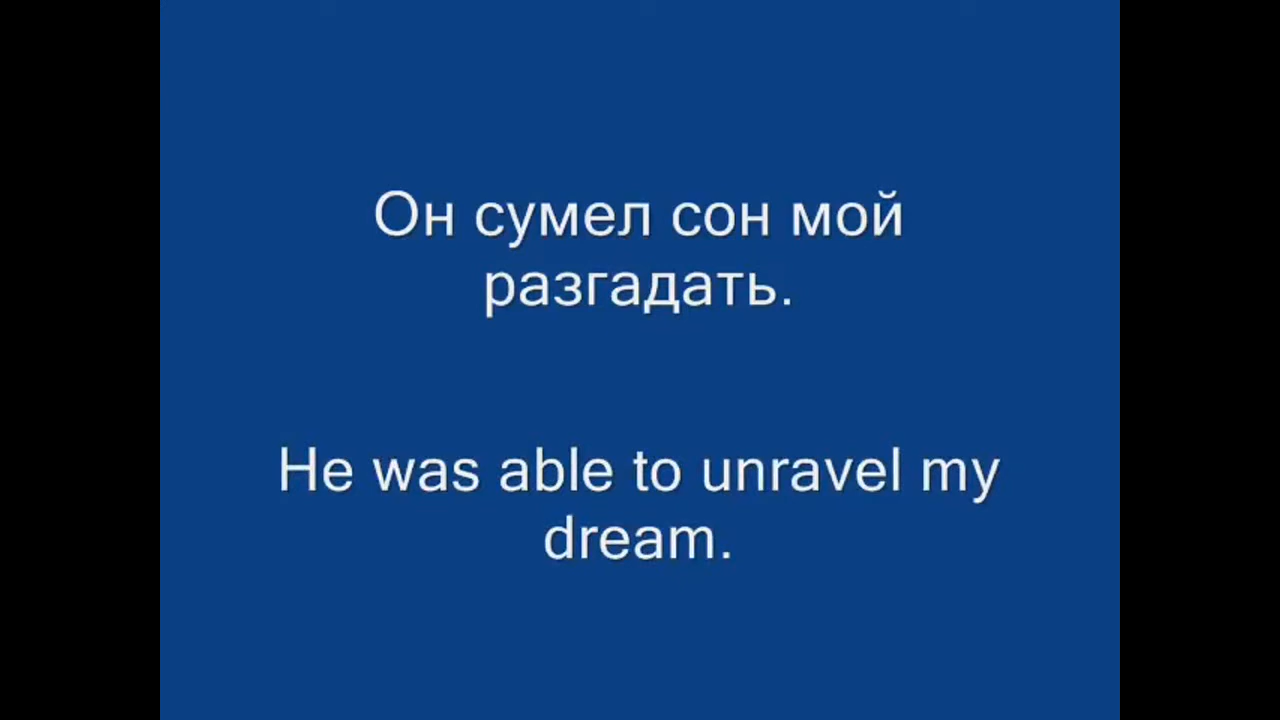 Он сумел сон мой
разгадать.
He was able to unravel my
dream.